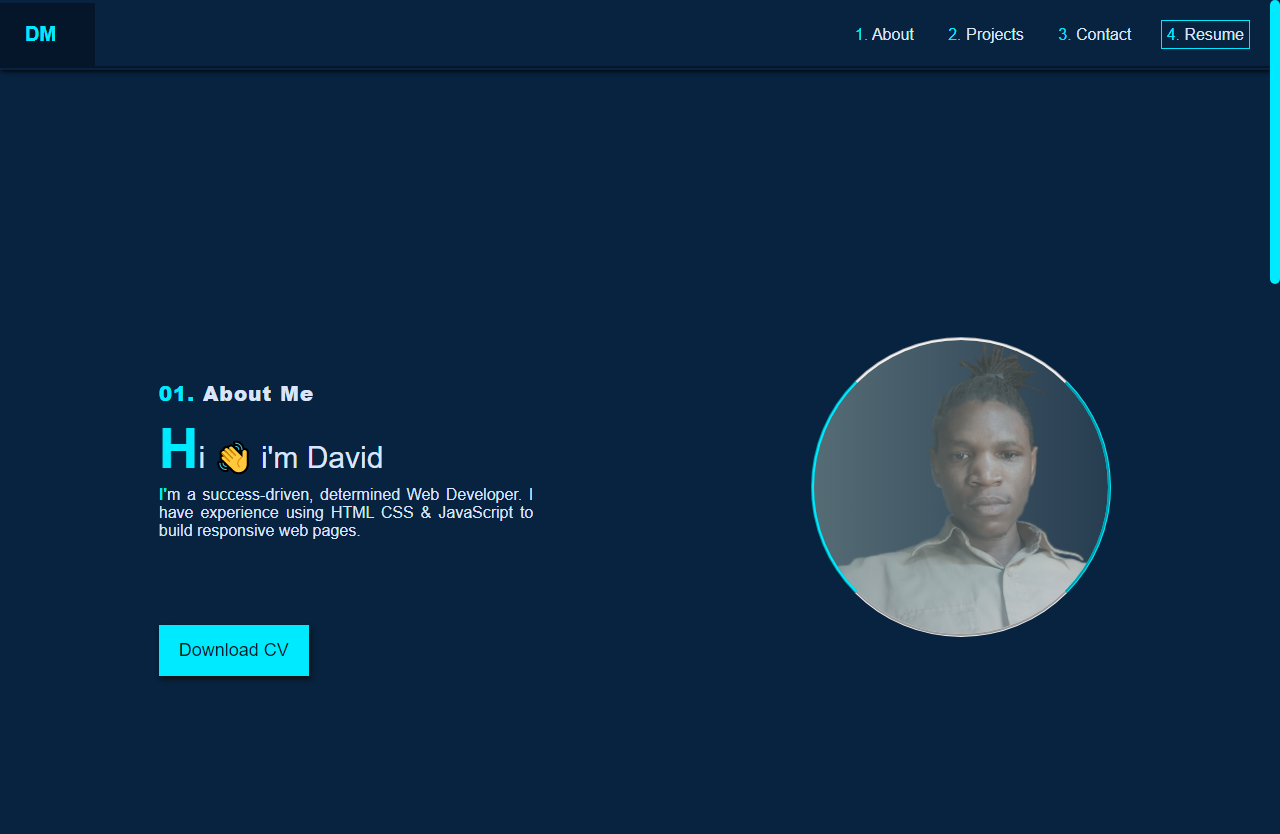 DM
1. About 2. Projects 3. Contact 4. Resume
01. About Me
Hi 👋 i'm David
I'm a success-driven, determined Web Developer. I
have experience using HTML CSS & JavaScript to
build responsive web pages.
Download CV